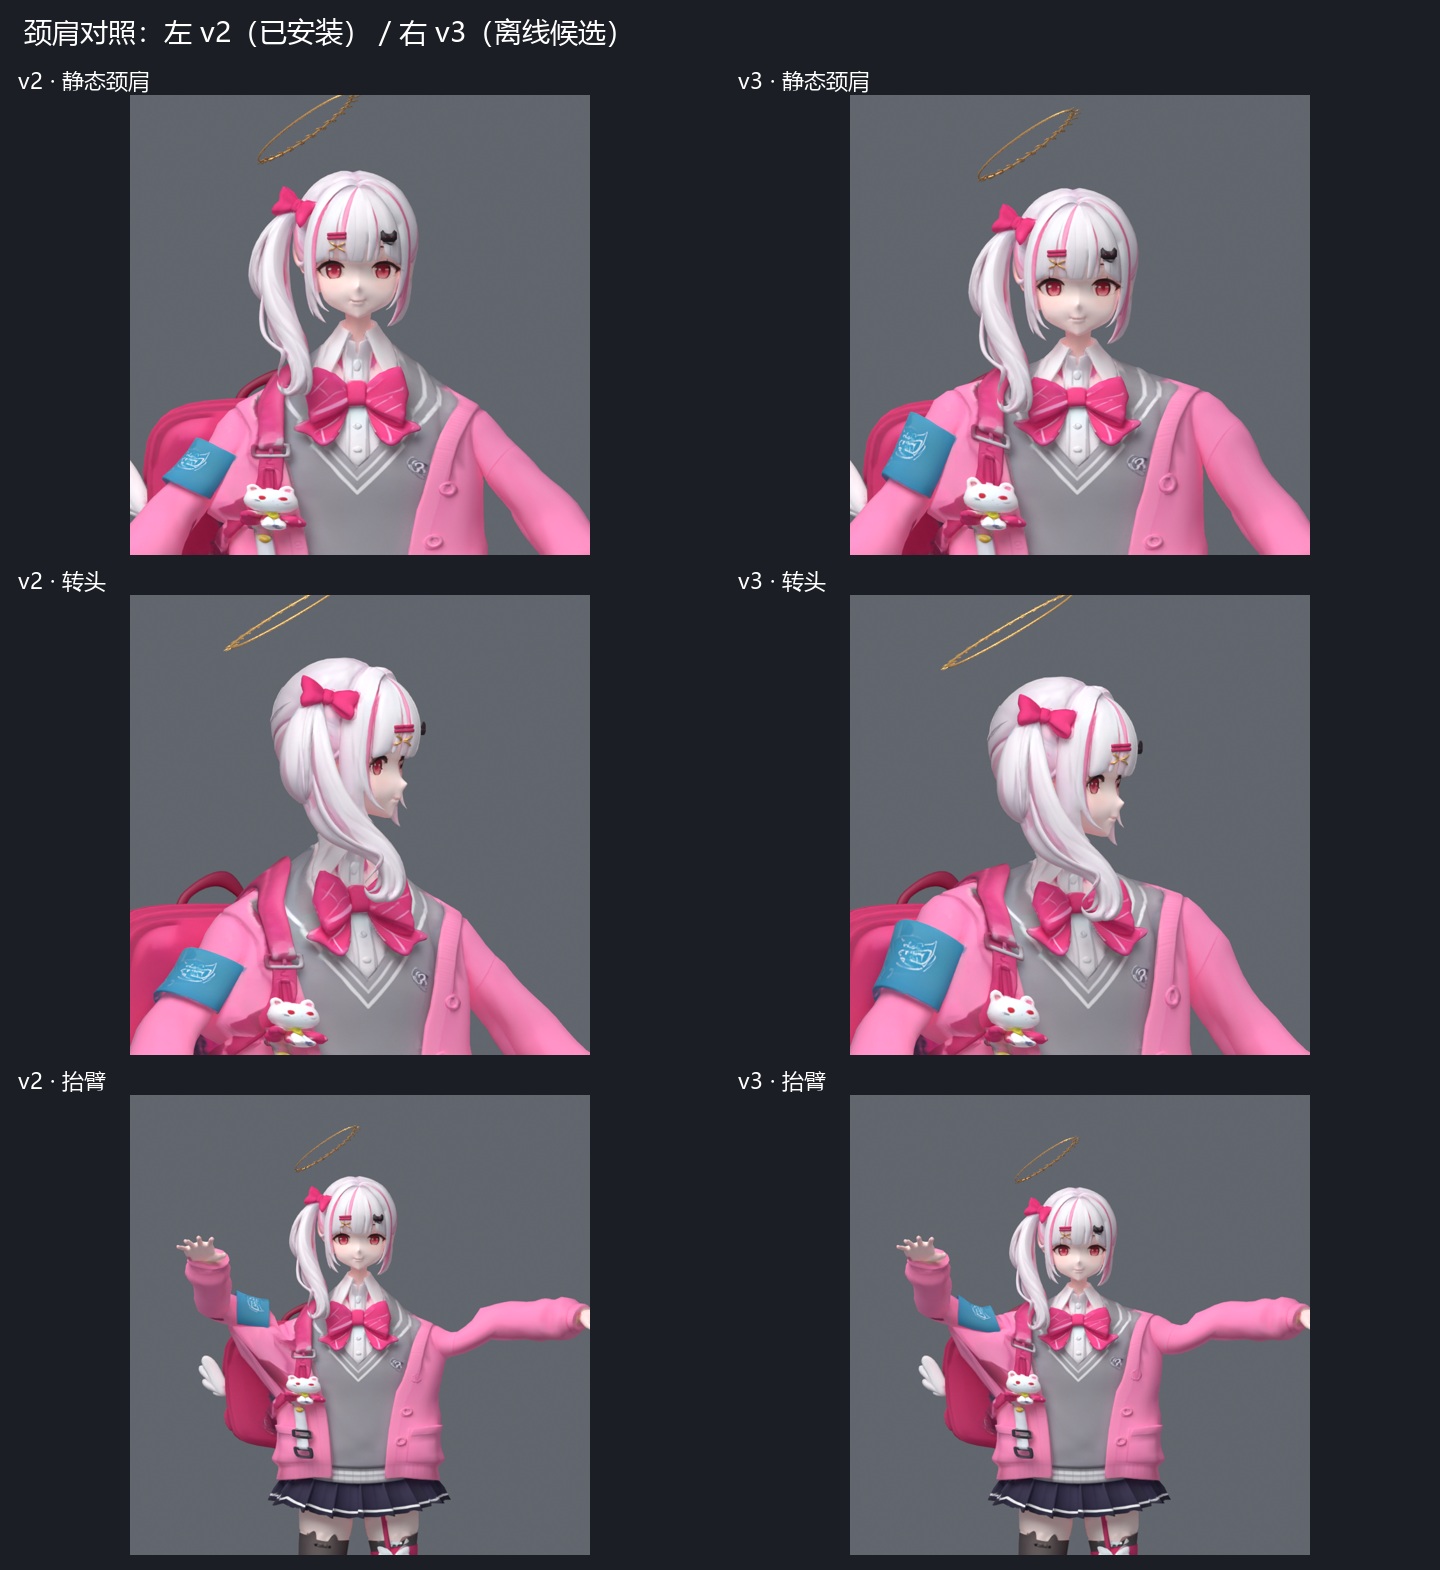 颈肩对照：左 v2（已安装） / 右 v3（离线候选）
v2 · 静态颈肩
v3 · 静态颈肩
v2 · 转头
v3 · 转头
v2 · 抬臂
v3 · 抬臂